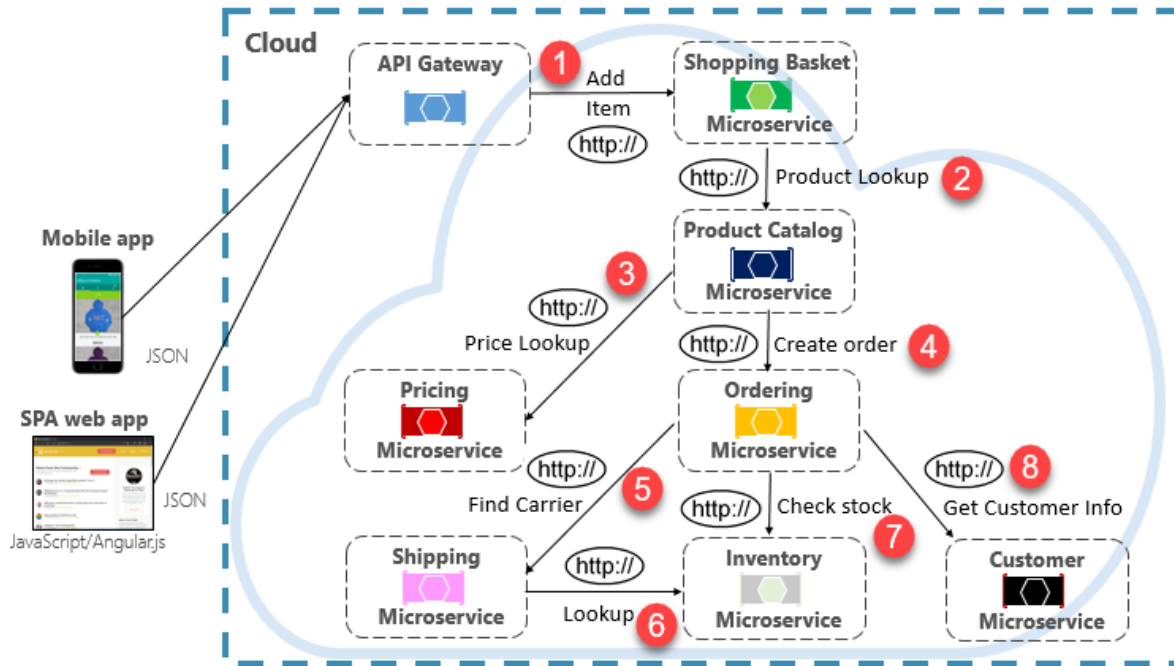 Cloud
API Gateway
1
Add
Item
http://
Shopping Basket
Microservice
http://
Product Lookup
2
Product Catalog
Microservice
3
http://
Price Lookup
http://
Create order
4
Mobile app
JSON
SPA web app
JSON
JavaScript/Angular.js
Pricing
Microservice
Ordering
Microservice
http://
Find Carrier
5
http://
Check stock
7
http://
8
Get Customer Info
Shipping
Microservice
http://
Lookup
6
Inventory
Microservice
Customer
Microservice